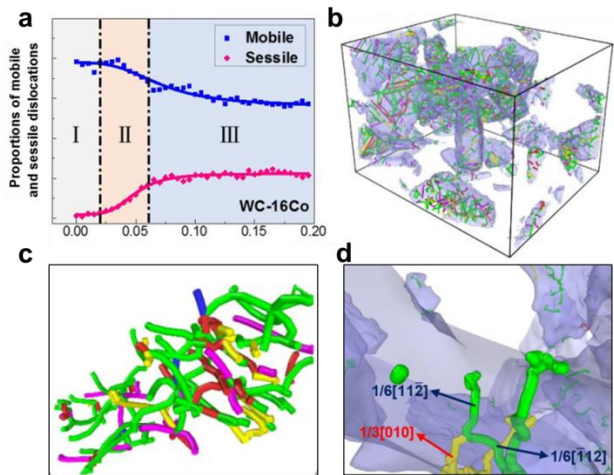 a
Proportions of mobile
and sessile dislocations
Mobile
Sessile
I
II
III
WC-16Co
0.00
0.05
0.10
0.15
0.20
b
c
d
1/6[112̄]
1/3[010]
1/6[1̄12]